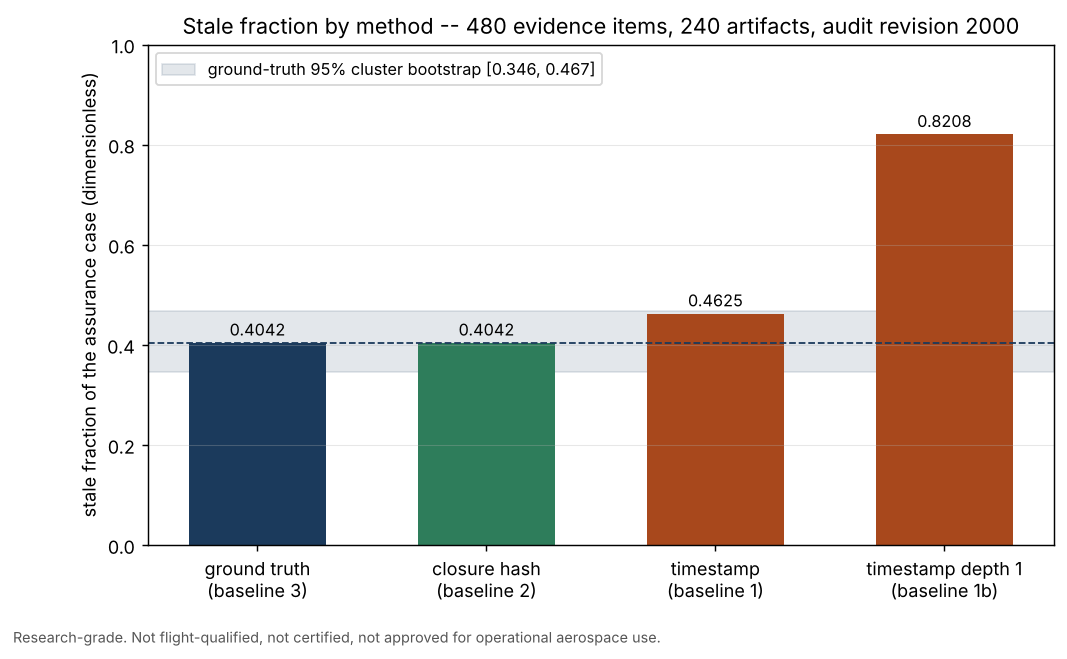 Stale fraction by method -- 480 evidence items, 240 artifacts, audit revision 2000
stale fraction of the assurance case (dimensionless)
1.0
0.8
0.6
0.4
0.2
0.0
ground-truth 95% cluster bootstrap [0.346, 0.467]
0.4042
0.4042
0.4625
0.8208
ground truth
(baseline 3)
closure hash
(baseline 2)
timestamp
(baseline 1)
timestamp depth 1
(baseline 1b)
Research-grade. Not flight-qualified, not certified, not approved for operational aerospace use.